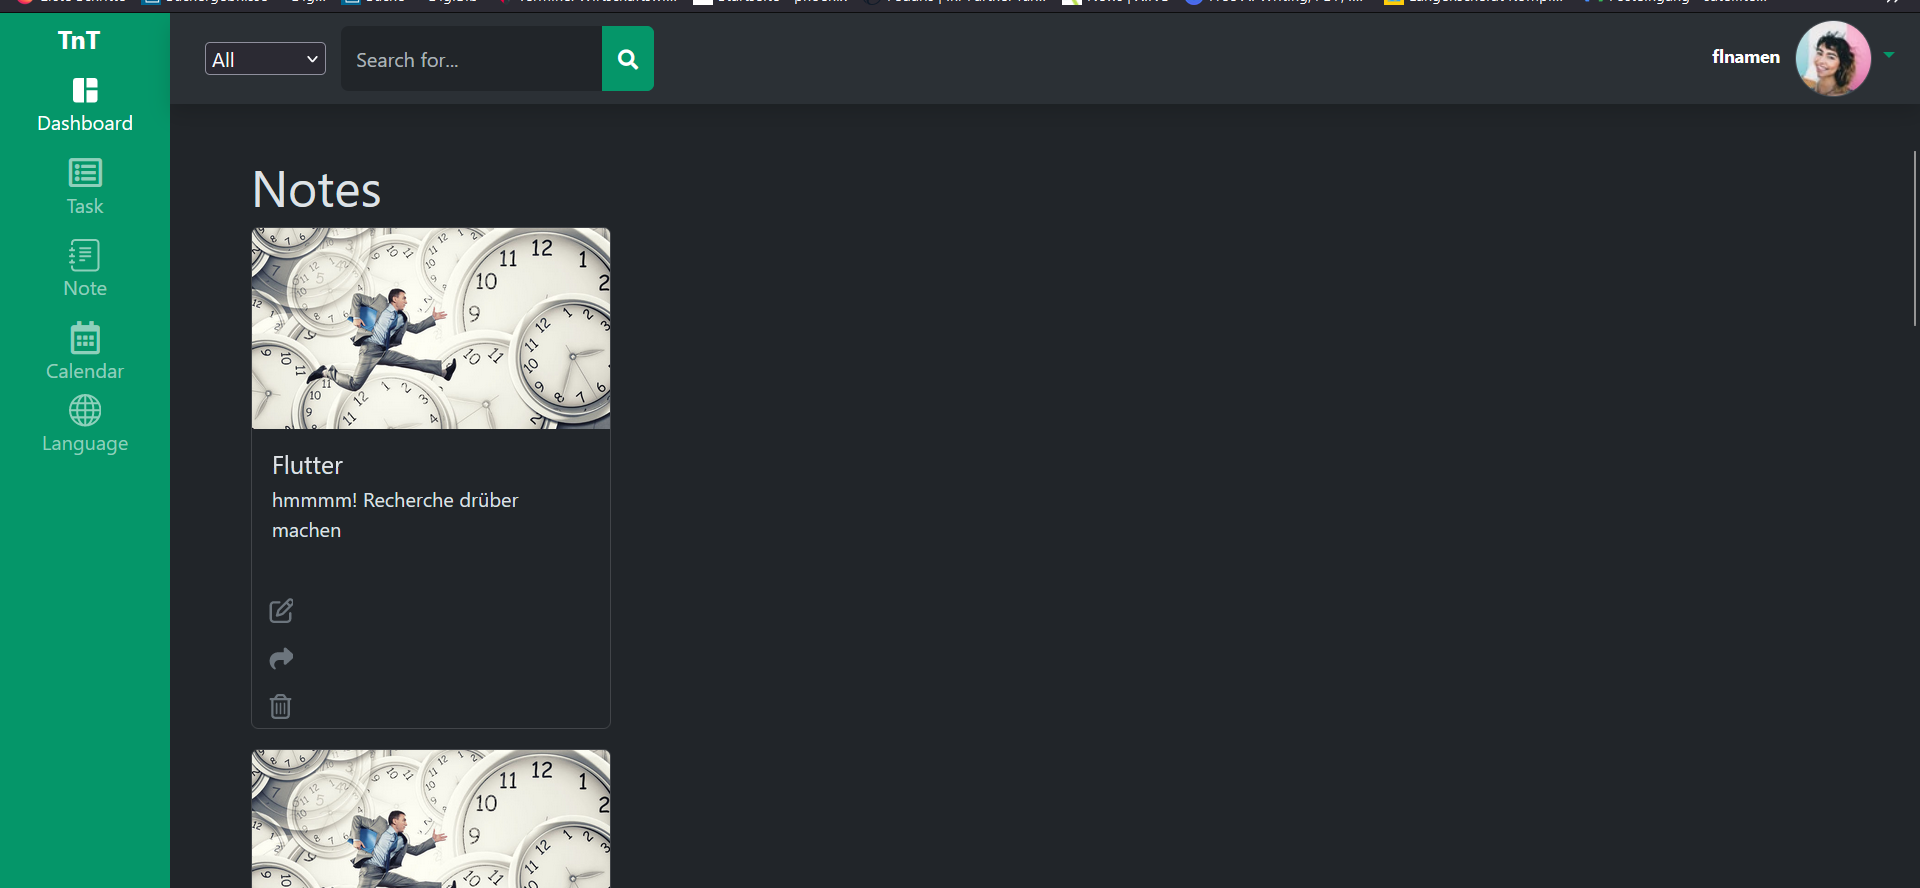 TnT
All
Search for...
flnamen
Dashboard
Task
Note
Calendar
Language
Notes
Flutter
hmmmm! Recherche drüber
machen